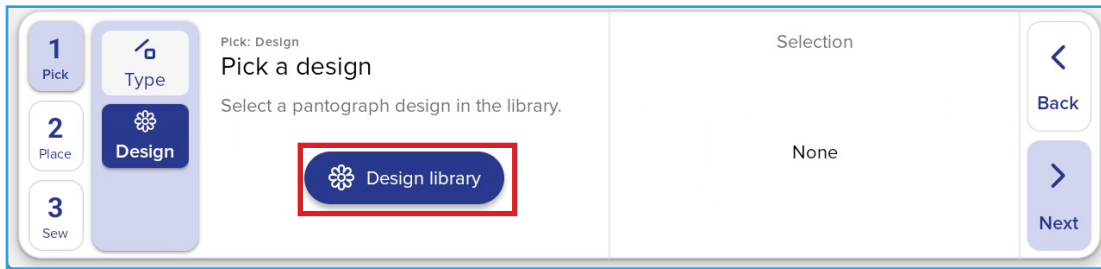 1
Pick
2
Place
3
Sew
Type
Design
Pick: Design
Pick a design
Select a pantograph design in the library.
Design library
Selection
None
Back
Next